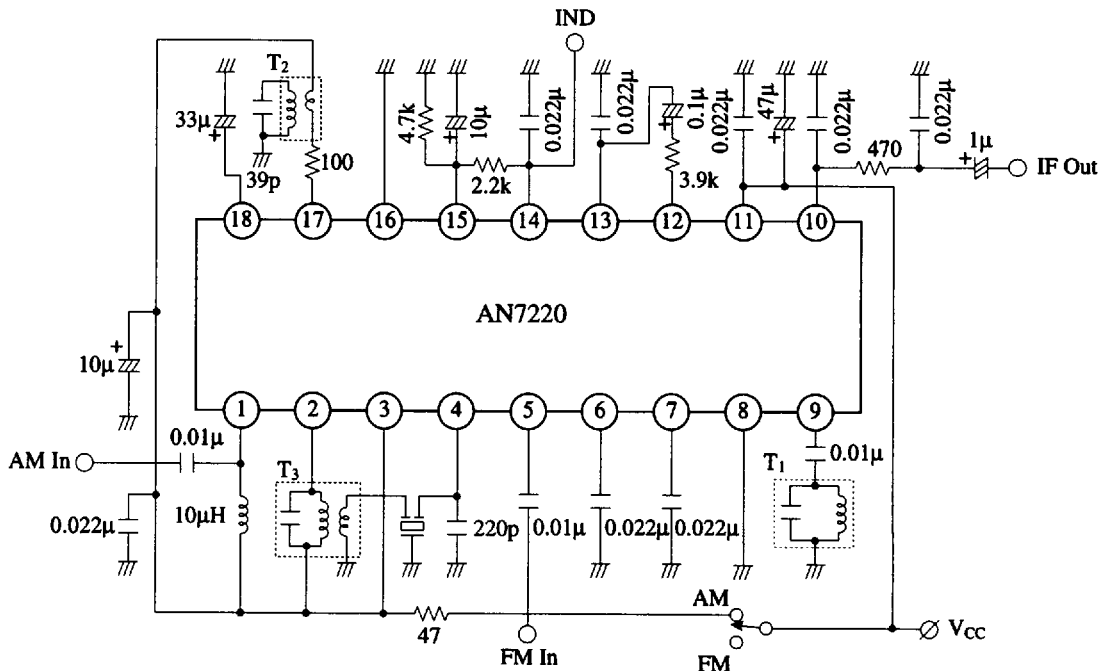 IND
T2
33μ
39p
100
4.7k
10μ
2.2k
0.022μ
0.022μ
0.1μ
3.9k
0.022μ
47μ
0.022μ
470
0.022μ
1μ
IF Out
18
17
16
15
14
13
12
11
10
AN7220
10μ
1
2
3
4
5
6
7
8
9
AM In
0.01μ
0.022μ
10μH
T3
220p
0.01μ
0.022μ
0.022μ
T1
0.01μ
47
FM In
AM
FM
VCC